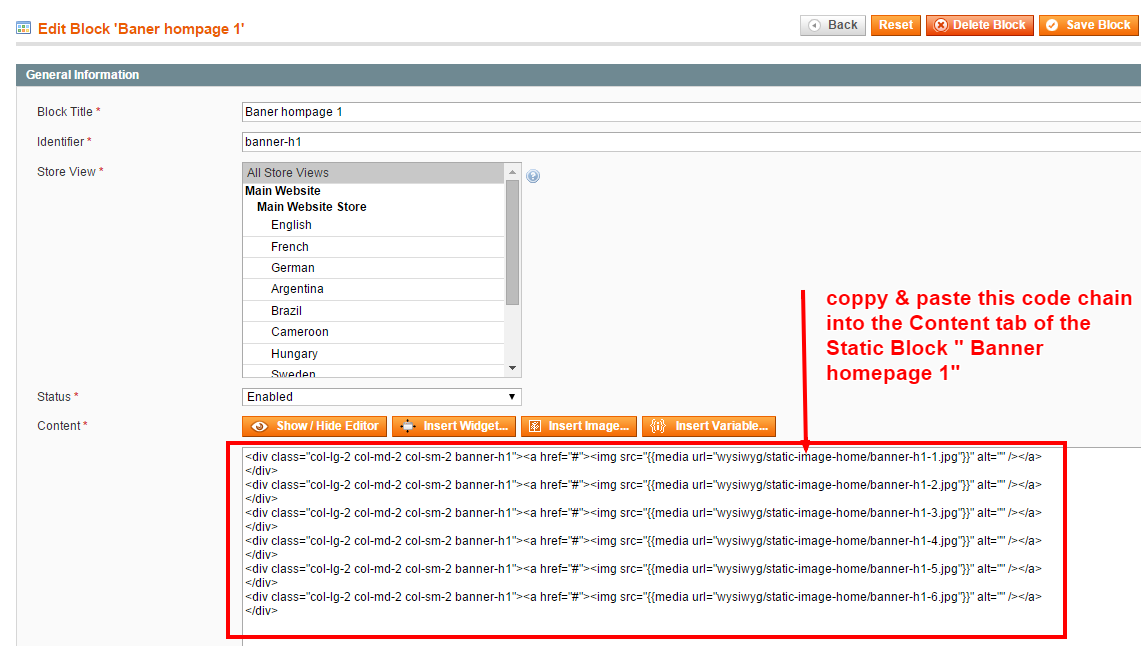 Edit Block 'Baner hompage 1'
Back Reset Delete Block Save Block
General Information
Block Title *
Baner hompage 1
Identifier *
banner-h1
Store View *
All Store Views
Main Website
Main Website Store
English
French
German
Argentina
Brazil
Cameroon
Hungary
Sweden
coppy & paste this code chain
into the Content tab of the
Static Block " Banner
homepage 1"
Status *
Enabled
Content *
Show / Hide Editor Insert Widget... Insert Image... Insert Variable...
<div class="col-lg-2 col-md-2 col-sm-2 banner-h1"><a href="#"><img src="{{media url="wysiwyg/static-image-home/banner-h1-1.jpg"}}" alt="" /></a>
</div>
<div class="col-lg-2 col-md-2 col-sm-2 banner-h1"><a href="#"><img src="{{media url="wysiwyg/static-image-home/banner-h1-2.jpg"}}" alt="" /></a>
</div>
<div class="col-lg-2 col-md-2 col-sm-2 banner-h1"><a href="#"><img src="{{media url="wysiwyg/static-image-home/banner-h1-3.jpg"}}" alt="" /></a>
</div>
<div class="col-lg-2 col-md-2 col-sm-2 banner-h1"><a href="#"><img src="{{media url="wysiwyg/static-image-home/banner-h1-4.jpg"}}" alt="" /></a>
</div>
<div class="col-lg-2 col-md-2 col-sm-2 banner-h1"><a href="#"><img src="{{media url="wysiwyg/static-image-home/banner-h1-5.jpg"}}" alt="" /></a>
</div>
<div class="col-lg-2 col-md-2 col-sm-2 banner-h1"><a href="#"><img src="{{media url="wysiwyg/static-image-home/banner-h1-6.jpg"}}" alt="" /></a>
</div>